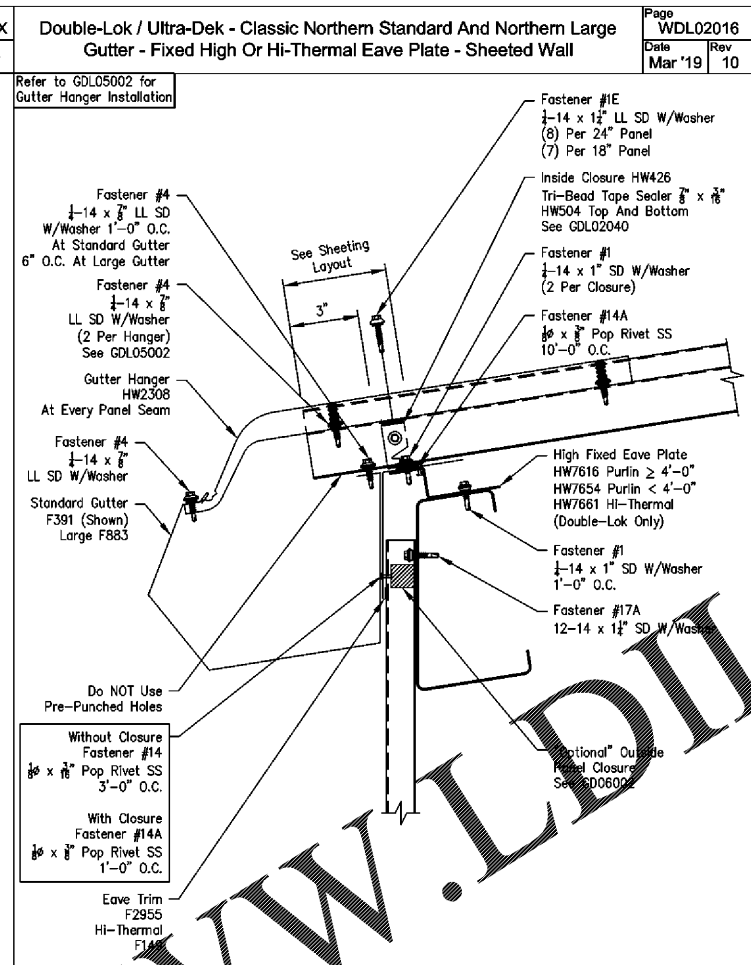 X
Double-Lok / Ultra-Dek - Classic Northern Standard And Northern Large
Gutter - Fixed High Or Hi-Thermal Eave Plate - Sheeted Wall
Page
WDL02016
Date
Mar '19
Rev
10
Refer to GDL05002 for
Gutter Hanger Installation
Fastener #1E
1/4-14 x 1 1/4" LL SD W/Washer
(8) Per 24" Panel
(7) Per 18" Panel
Inside Closure HW426
Tri-Bead Tape Sealer 7/8" x 3/16"
HW504 Top And Bottom
See GDL02040
Fastener #1
1/4-14 x 1" SD W/Washer
(2 Per Closure)
Fastener #14A
1/8ø x 3/8" Pop Rivet SS
10'-0" O.C.
See Sheeting
Layout
3"
Fastener #4
1/4-14 x 7/8" LL SD
W/Washer 1'-0" O.C.
At Standard Gutter
6" O.C. At Large Gutter
Fastener #4
1/4-14 x 7/8"
LL SD W/Washer
(2 Per Hanger)
See GDL05002
Gutter Hanger
HW2308
At Every Panel Seam
Fastener #4
1/4-14 x 7/8"
LL SD W/Washer
Standard Gutter
F391 (Shown)
Large F883
High Fixed Eave Plate
HW7616 Purlin ≥ 4'-0"
HW7654 Purlin < 4'-0"
HW7661 Hi-Thermal
(Double-Lok Only)
Fastener #1
1/4-14 x 1" SD W/Washer
1'-0" O.C.
Fastener #17A
12-14 x 1 1/4" SD W/Washer
Do NOT Use
Pre-Punched Holes
Without Closure
Fastener #14
1/8ø x 3/16" Pop Rivet SS
3'-0" O.C.
With Closure
Fastener #14A
1/8ø x 3/8" Pop Rivet SS
1'-0" O.C.
"Optional" Outside
Panel Closure
See GD06002
Eave Trim
F2955
Hi-Thermal
WWW.LDII